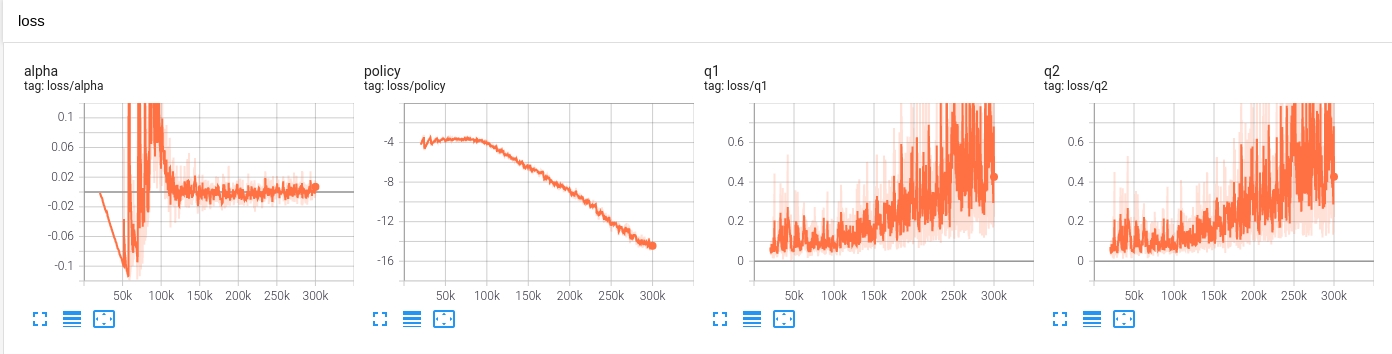 loss
alpha
tag: loss/alpha
0.1
0.06
0.02
-0.02
-0.06
-0.1
50k 100k 150k 200k 250k 300k
policy
tag: loss/policy
-4
-8
-12
-16
50k 100k 150k 200k 250k 300k
q1
tag: loss/q1
0.6
0.4
0.2
0
50k 100k 150k 200k 250k 300k
q2
tag: loss/q2
0.6
0.4
0.2
0
50k 100k 150k 200k 250k 300k